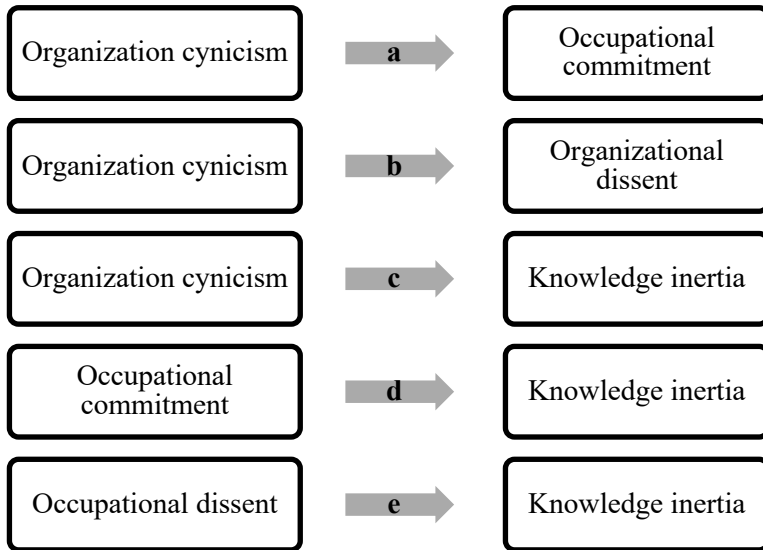 Organization cynicism
a
Occupational
commitment
Organization cynicism
b
Organizational
dissent
Organization cynicism
c
Knowledge inertia
Occupational
commitment
d
Knowledge inertia
Occupational dissent
e
Knowledge inertia